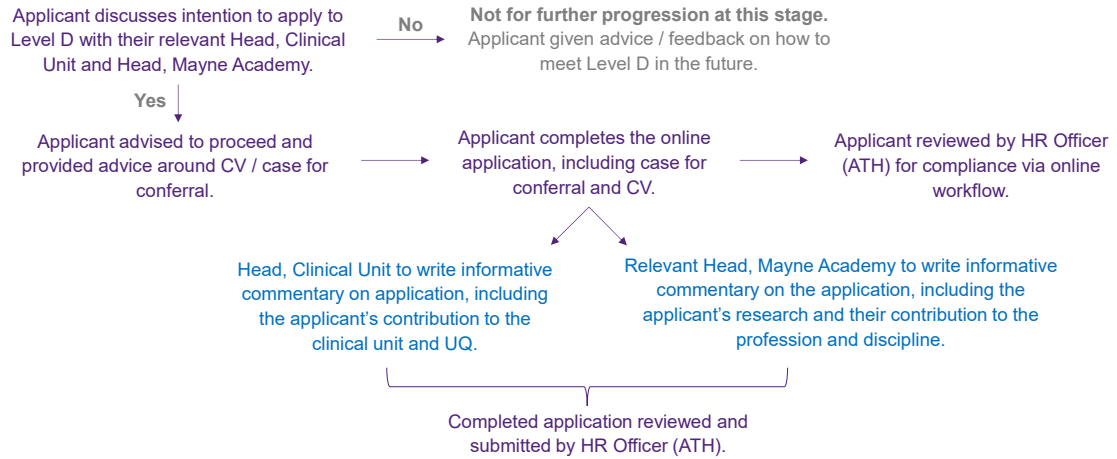 Applicant discusses intention to apply to
Level D with their relevant Head, Clinical
Unit and Head, Mayne Academy.
No
Not for further progression at this stage.
Applicant given advice / feedback on how to
meet Level D in the future.
Yes
Applicant advised to proceed and
provided advice around CV / case for
conferral.
Applicant completes the online
application, including case for
conferral and CV.
Applicant reviewed by HR Officer
(ATH) for compliance via online
workflow.
Head, Clinical Unit to write informative
commentary on application, including
the applicant's contribution to the
clinical unit and UQ.
Relevant Head, Mayne Academy to write informative
commentary on the application, including the
applicant's research and their contribution to the
profession and discipline.
Completed application reviewed and
submitted by HR Officer (ATH).